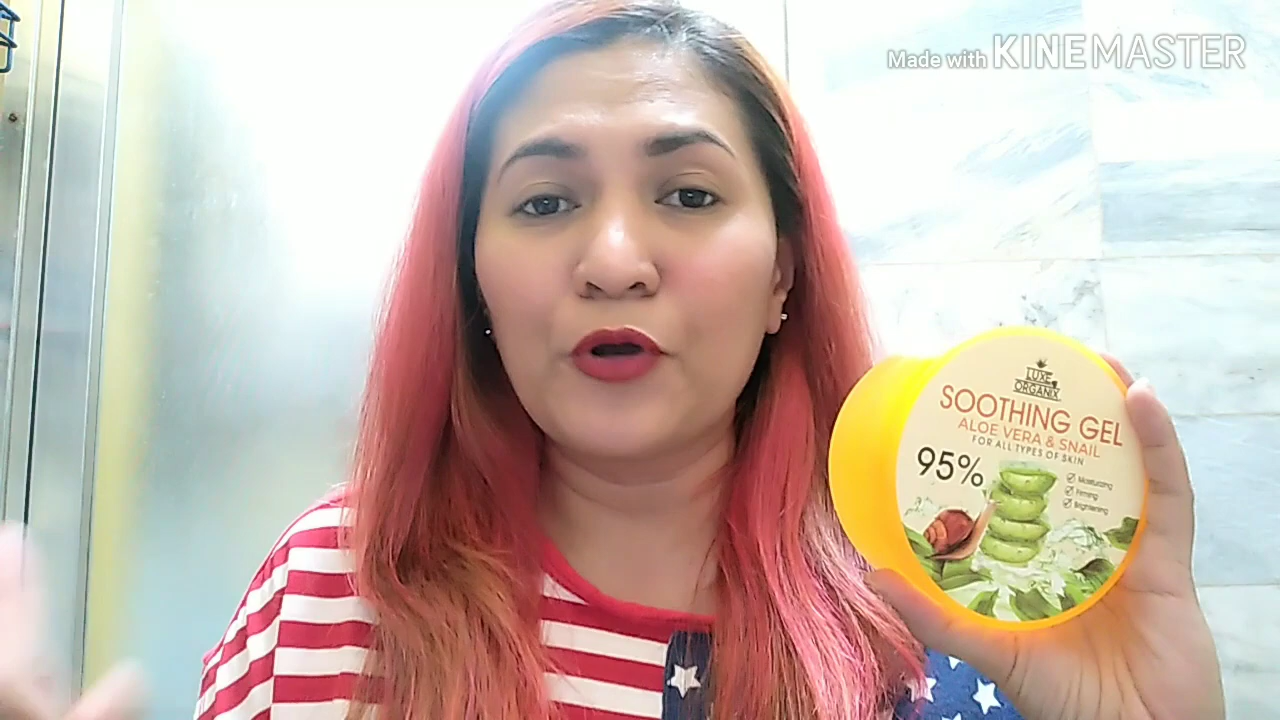 Made with KINEMASTER
LUXE
ORGANIX
SOOTHING GEL
ALOE VERA & SNAIL
FOR ALL TYPES OF SKIN
95%
Moisturizing
Firming
Brightening